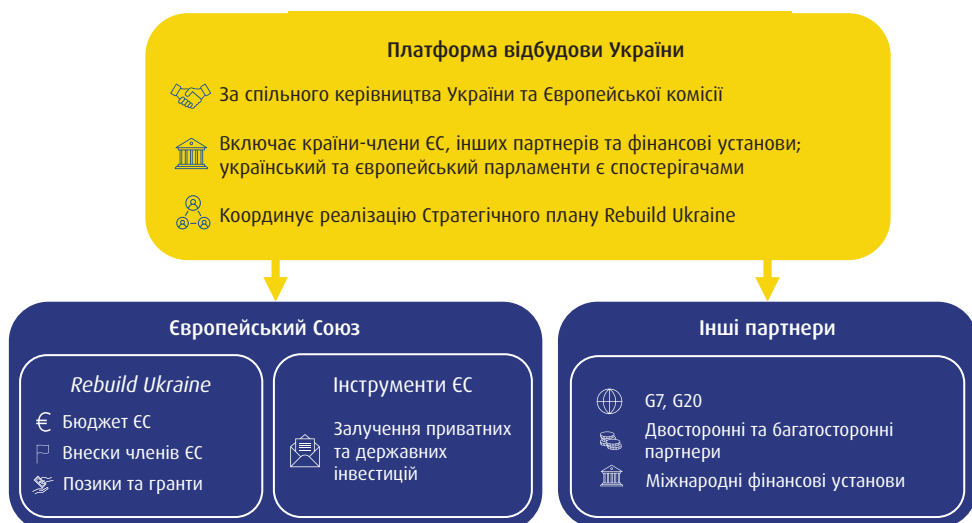 Платформа відбудови України
За спільного керівництва України та Європейської комісії
Включає країни-члени ЄС, інших партнерів та фінансові установи;
український та європейський парламенти є спостерігачами
Координує реалізацію Стратегічного плану Rebuild Ukraine
Європейський Союз
Rebuild Ukraine
€ Бюджет ЄС
Внески членів ЄС
Позики та гранти
Інструменти ЄС
Залучення приватних
та державних
інвестицій
Інші партнери
G7, G20
Двосторонні та багатосторонні
партнери
Міжнародні фінансові установи